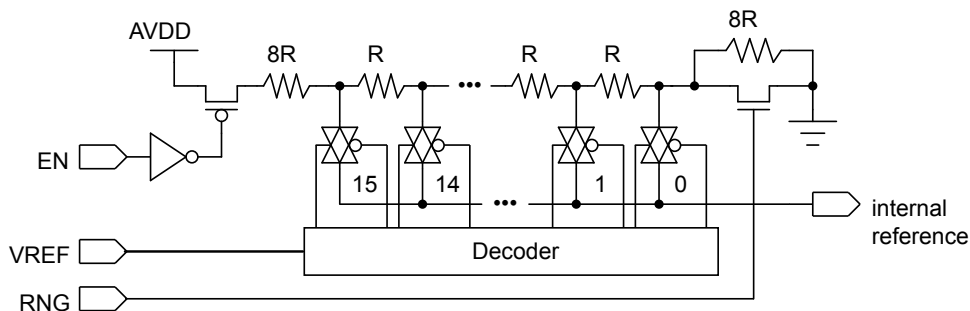 8R
AVDD
8R
R
R
R
•••
EN
15
14
1
0
•••
internal
reference
VREF
Decoder
RNG